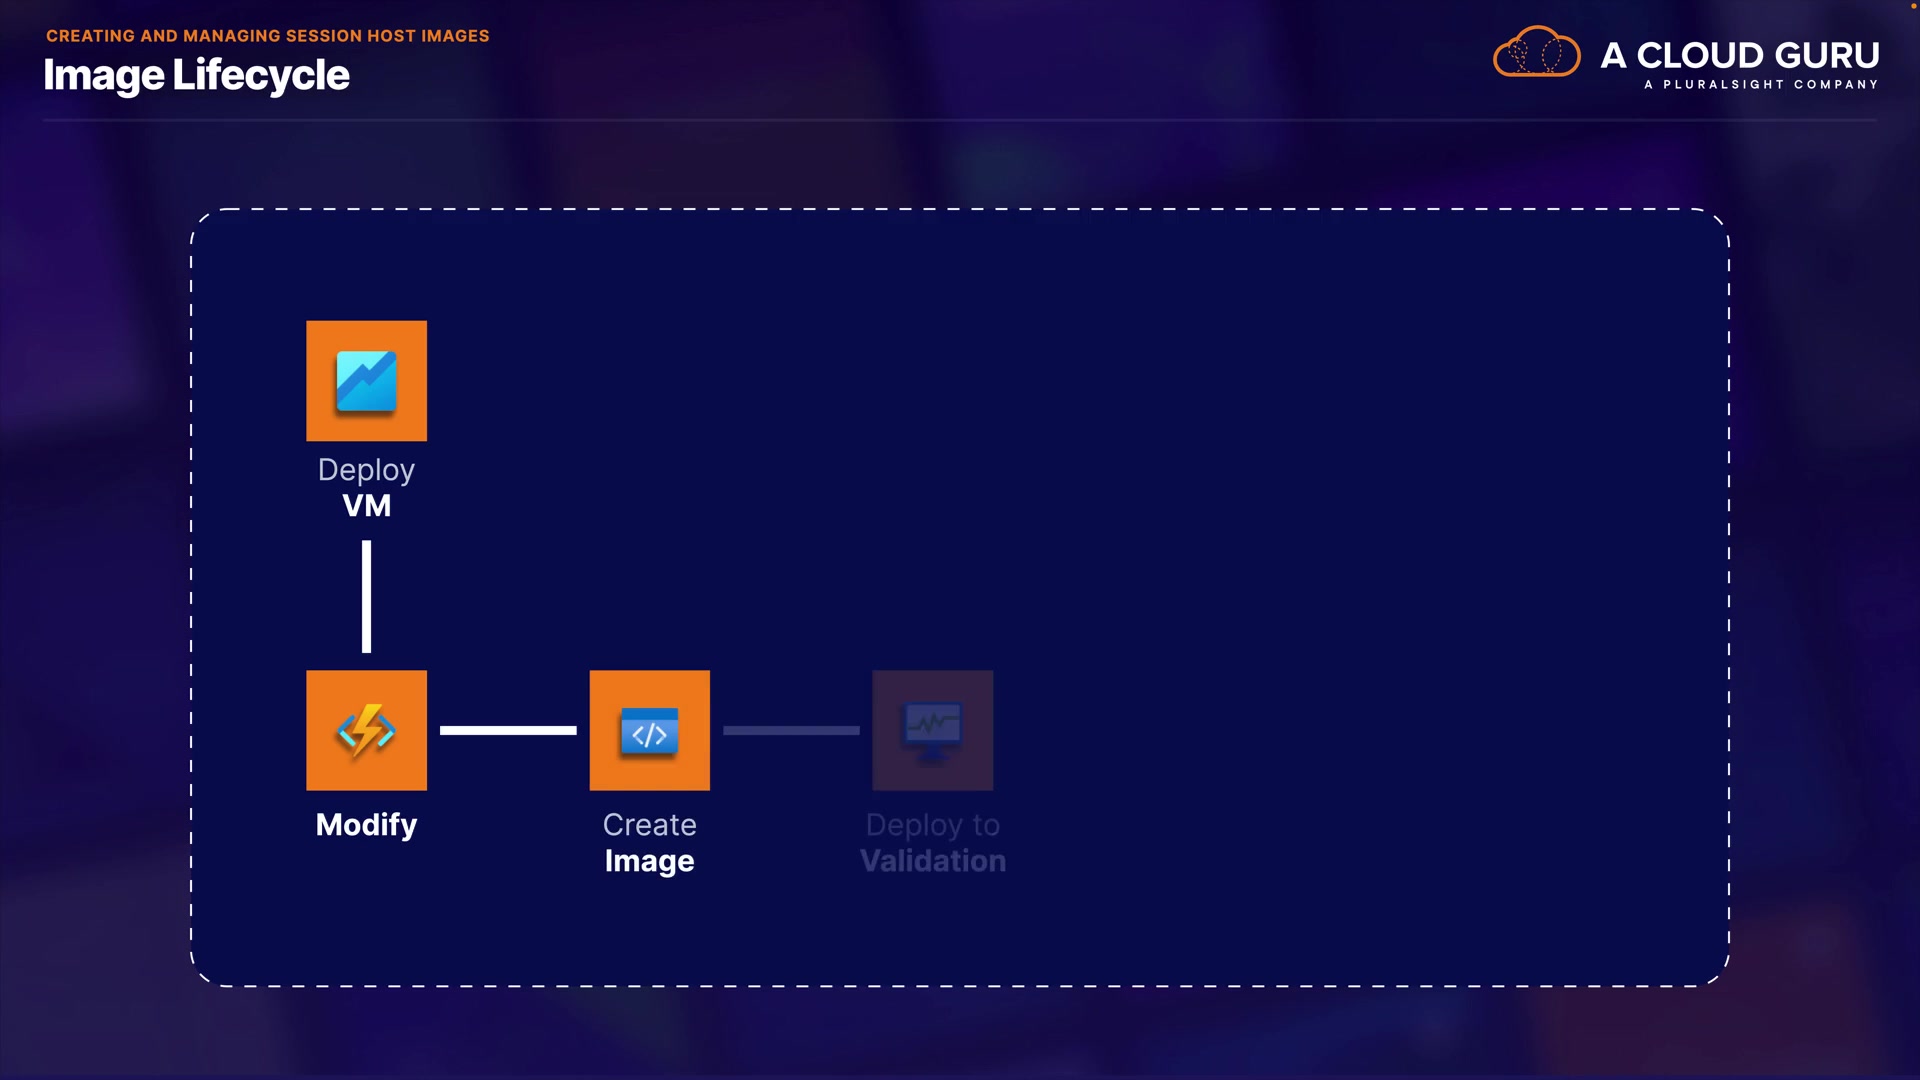 CREATING AND MANAGING SESSION HOST IMAGES
Image Lifecycle
A CLOUD GURU
A PLURALSIGHT COMPANY
Deploy
VM
Modify
Create
Image
Deploy to
Validation